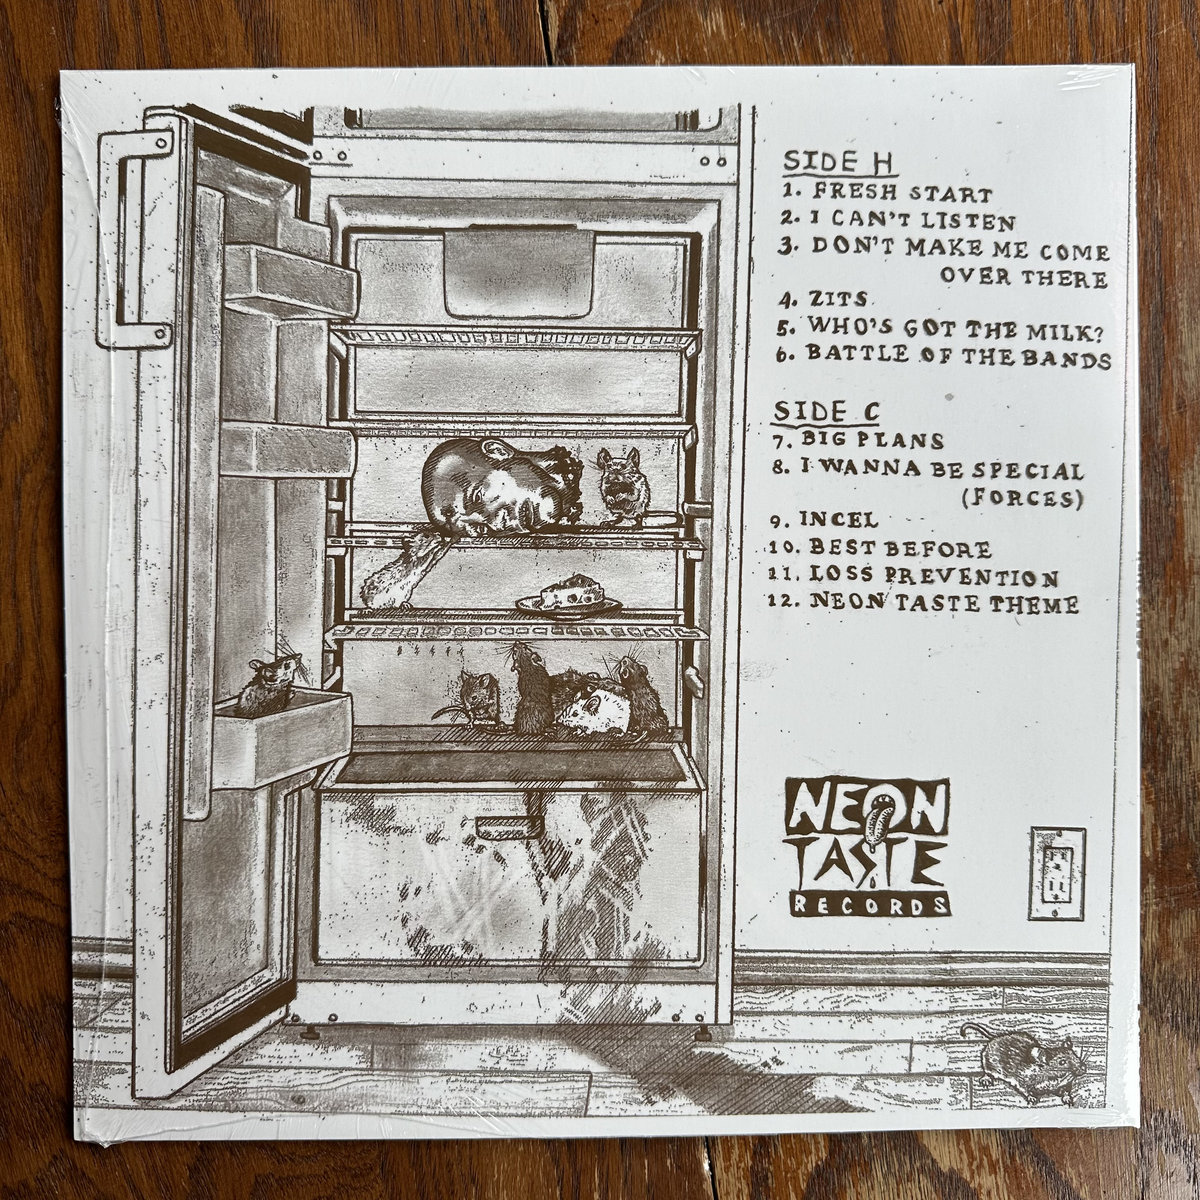 SIDE H
1. FRESH START
2. I CAN'T LISTEN
3. DON'T MAKE ME COME
OVER THERE
4. ZITS
5. WHO'S GOT THE MILK?
6. BATTLE OF THE BANDS
SIDE C
7. BIG PLANS
8. I WANNA BE SPECIAL
(FORCES)
9. INCEL
10. BEST BEFORE
11. LOSS PREVENTION
12. NEON TASTE THEME
NEON
TASTE
RECORDS